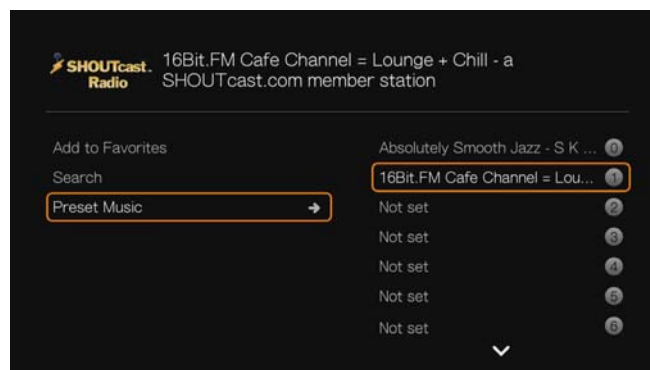 SHOUTcast.
Radio
16Bit.FM Cafe Channel = Lounge + Chill - a
SHOUTcast.com member station
Add to Favorites
Search
Preset Music
Absolutely Smooth Jazz - S K ... 0
16Bit.FM Cafe Channel = Lou... 1
Not set 2
Not set 3
Not set 4
Not set 5
Not set 6